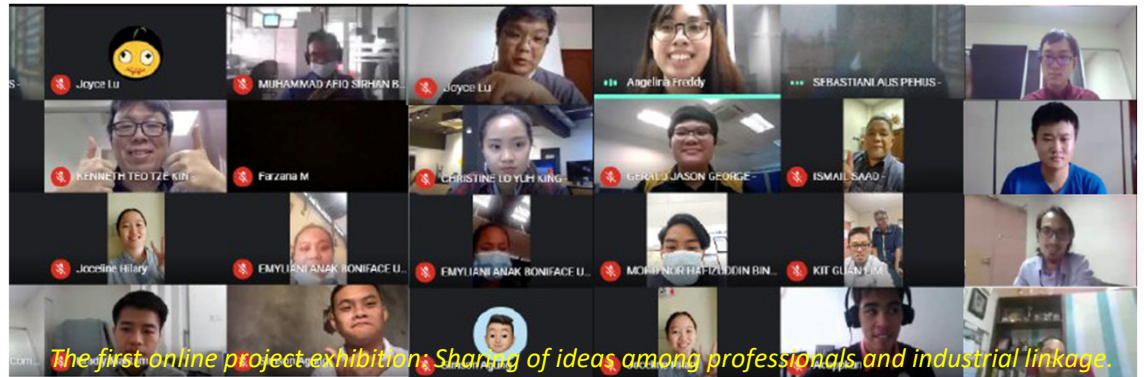 S-
Joyce Lu
MUHAMMAD AFIQ SIRHAN B...
Joyce Lu
Angelina Freddy
SEBASTIANI AUS PEHUS -
KENNETH TEO TZE KIN -
Farzana M
CHRISTINE LO YUH KING -
GERALD JASON GEORGE -
ISMAIL SAAD -
Joceline Hilary
EMYLIANI ANAK BONIFACE U...
EMYLIANI ANAK BONIFACE U...
MOHD NOR HAFIZUDDIN BIN...
KIT GUAN LIM
Com...
The first online project exhibition: Sharing of ideas among professionals and industrial linkage.